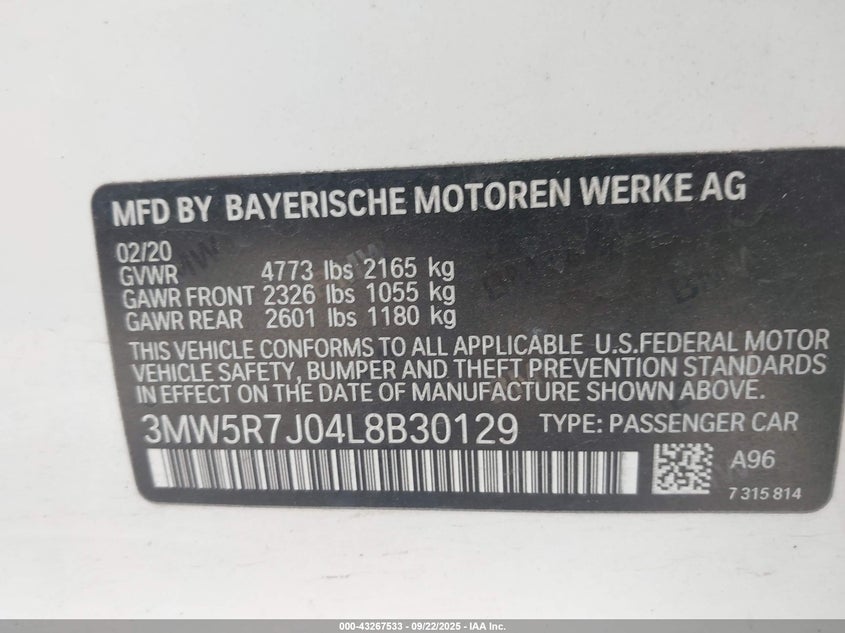 MFD BY BAYERISCHE MOTOREN WERKE AG
02/20
GVWR 4773 lbs 2165 kg
GAWR FRONT 2326 lbs 1055 kg
GAWR REAR 2601 lbs 1180 kg
THIS VEHICLE CONFORMS TO ALL APPLICABLE U.S.FEDERAL MOTOR
VEHICLE SAFETY, BUMPER AND THEFT PREVENTION STANDARDS
IN EFFECT ON THE DATE OF MANUFACTURE SHOWN ABOVE.
3MW5R7J04L8B30129 TYPE: PASSENGER CAR
A96
7 315 814
000-43267533 - 09/22/2025 - IAA Inc.